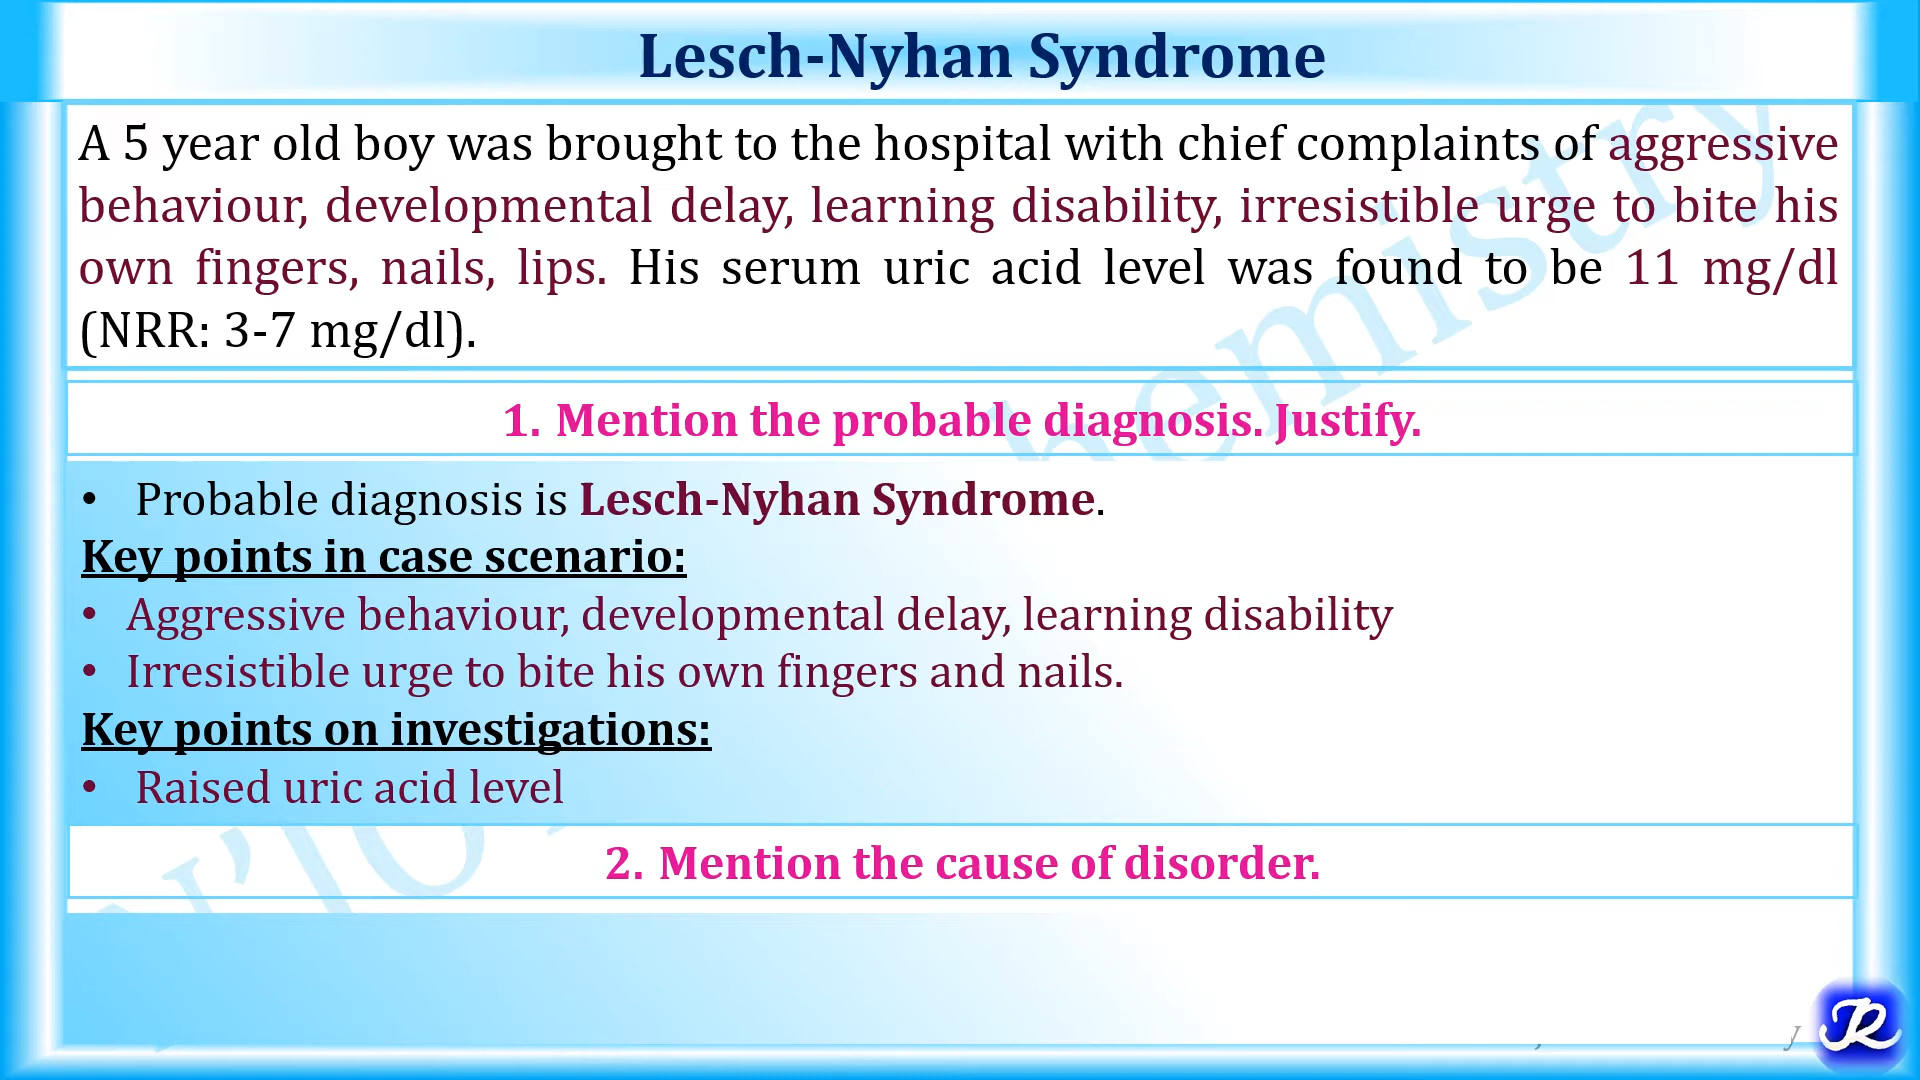 Lesch-Nyhan Syndrome
A 5 year old boy was brought to the hospital with chief complaints of aggressive
behaviour, developmental delay, learning disability, irresistible urge to bite his
own fingers, nails, lips. His serum uric acid level was found to be 11 mg/dl
(NRR: 3-7 mg/dl).
1. Mention the probable diagnosis. Justify.
• Probable diagnosis is Lesch-Nyhan Syndrome.
Key points in case scenario:
• Aggressive behaviour, developmental delay, learning disability
• Irresistible urge to bite his own fingers and nails.
Key points on investigations:
• Raised uric acid level
2. Mention the cause of disorder.